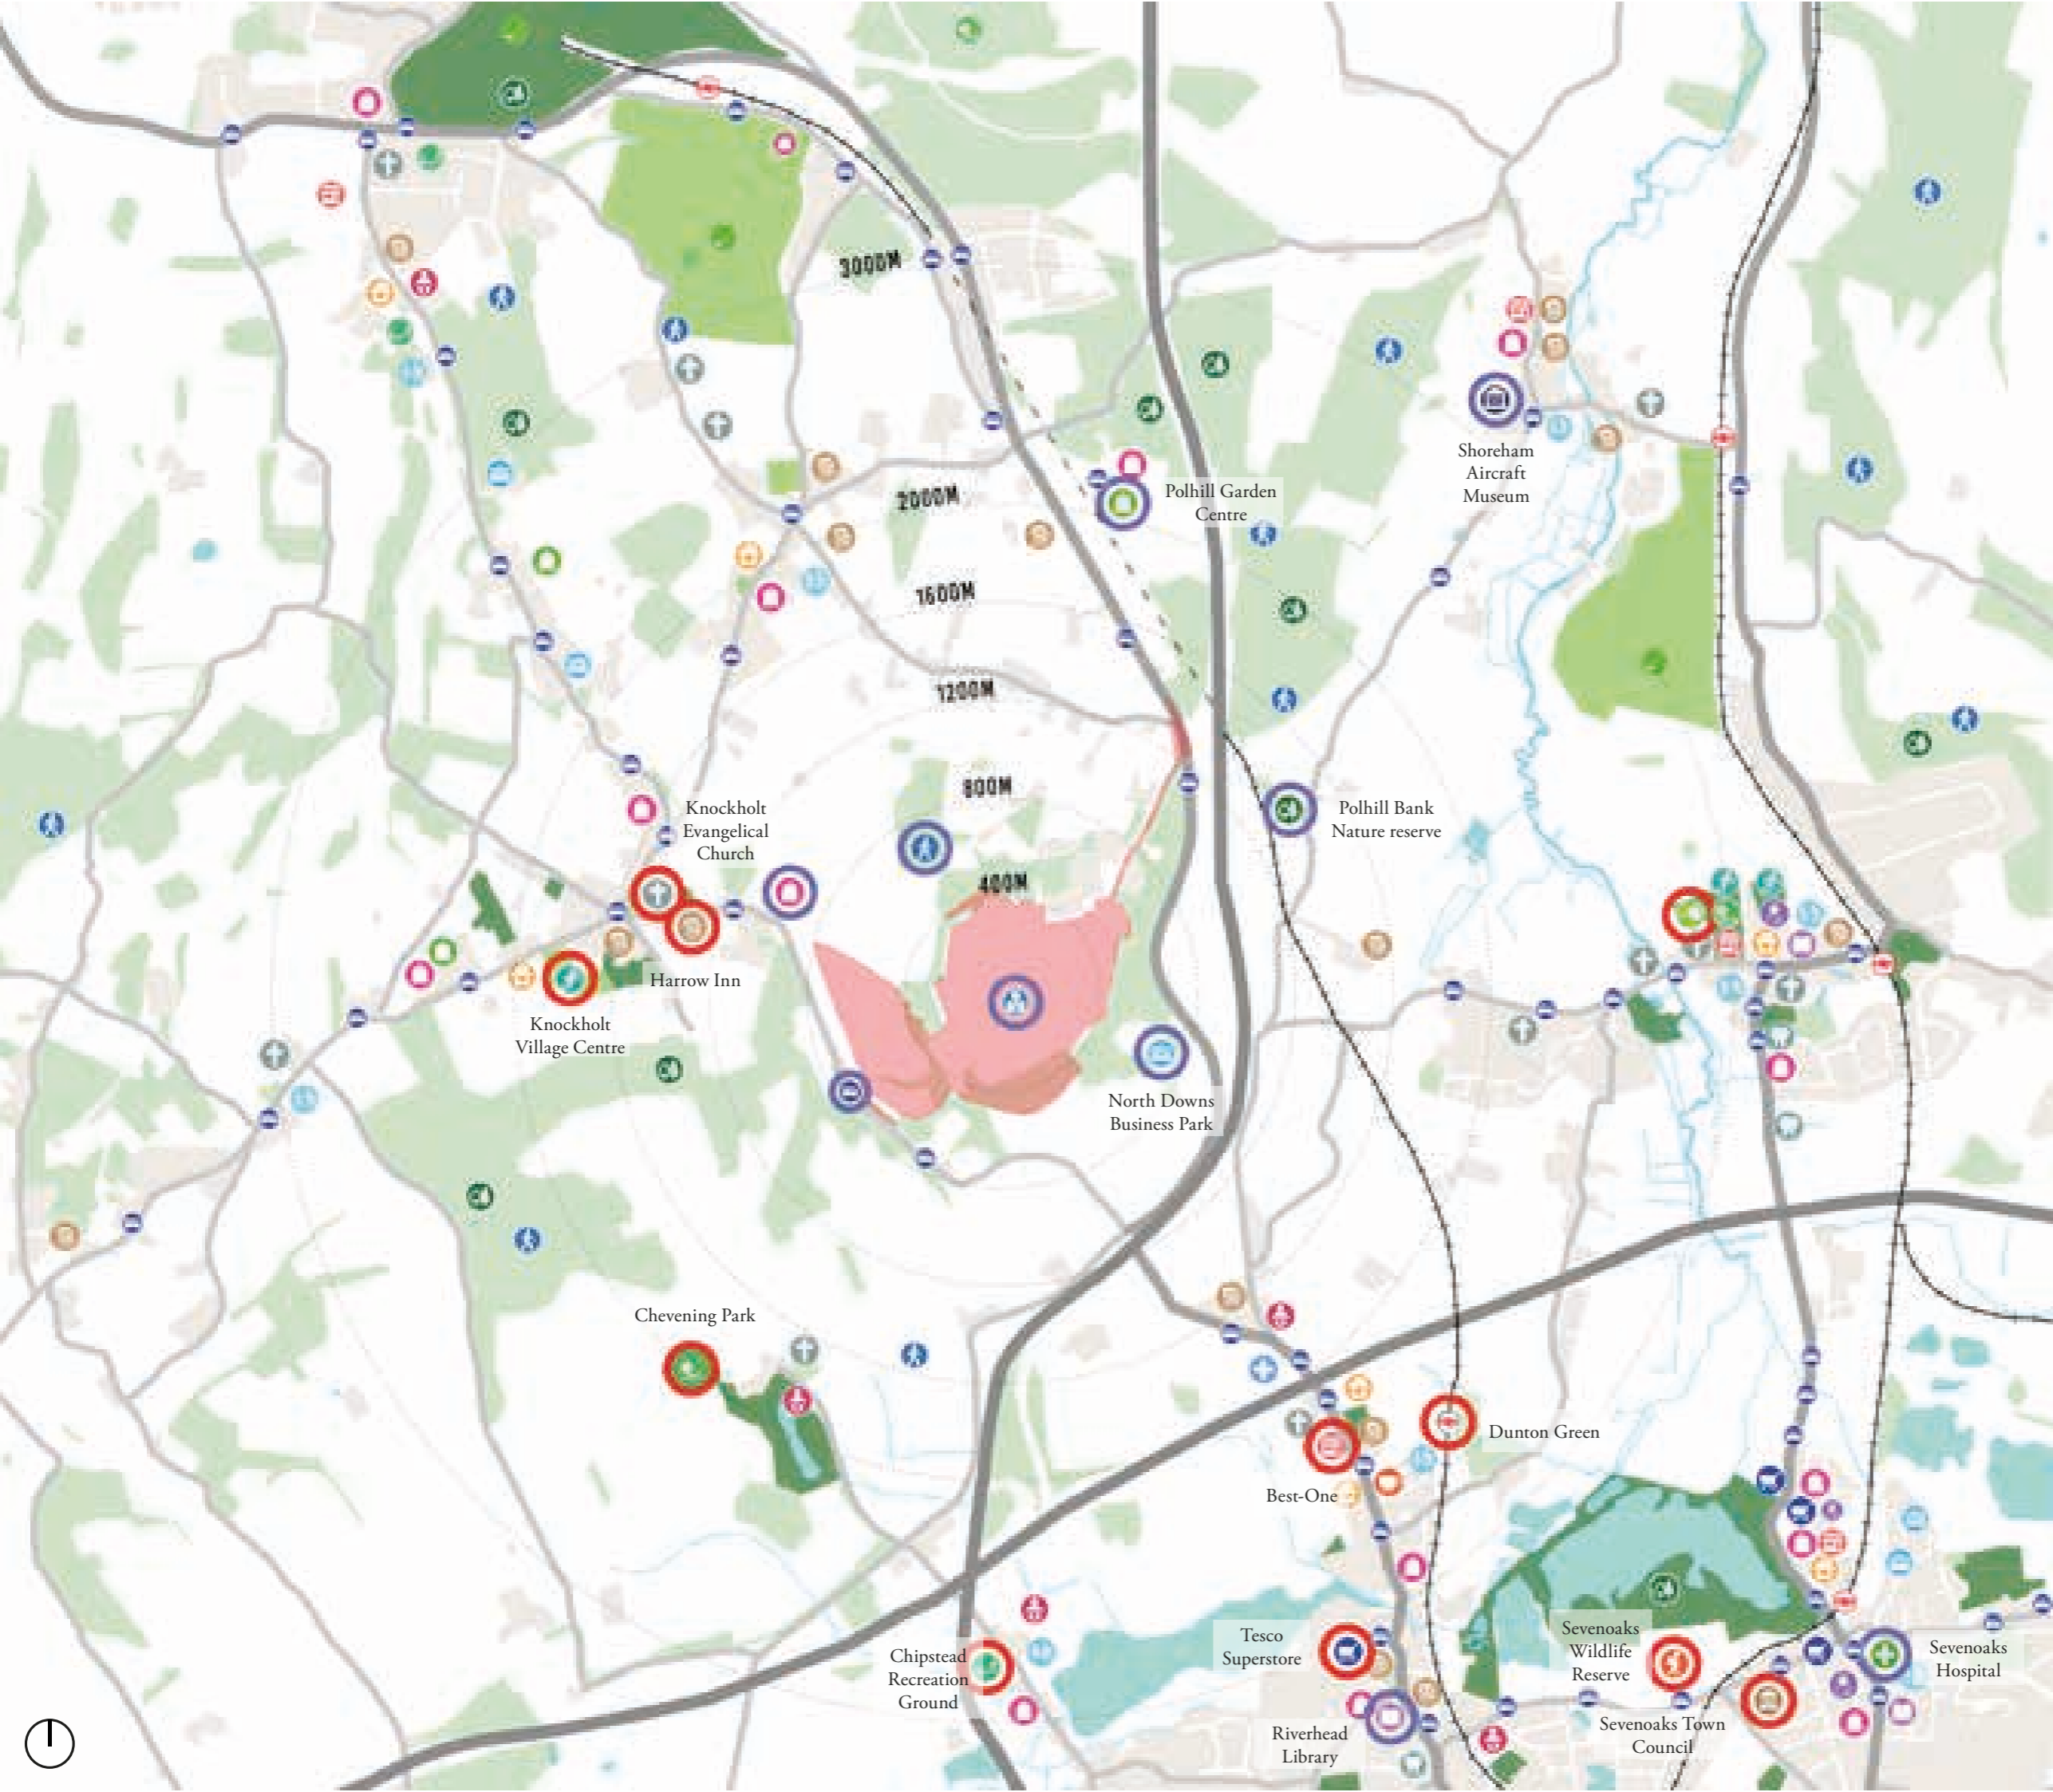 3000M
Shoreham
Aircraft
Museum
Polhill Garden
Centre
2000M
1600M
1200M
800M
Knockholt
Evangelical
Church
Polhill Bank
Nature reserve
400M
Harrow Inn
Knockholt
Village Centre
North Downs
Business Park
Chevening Park
Dunton Green
Best-One
Chipstead
Recreation
Ground
Tesco
Superstore
Sevenoaks
Wildlife
Reserve
Sevenoaks
Hospital
Riverhead
Library
Sevenoaks Town
Council